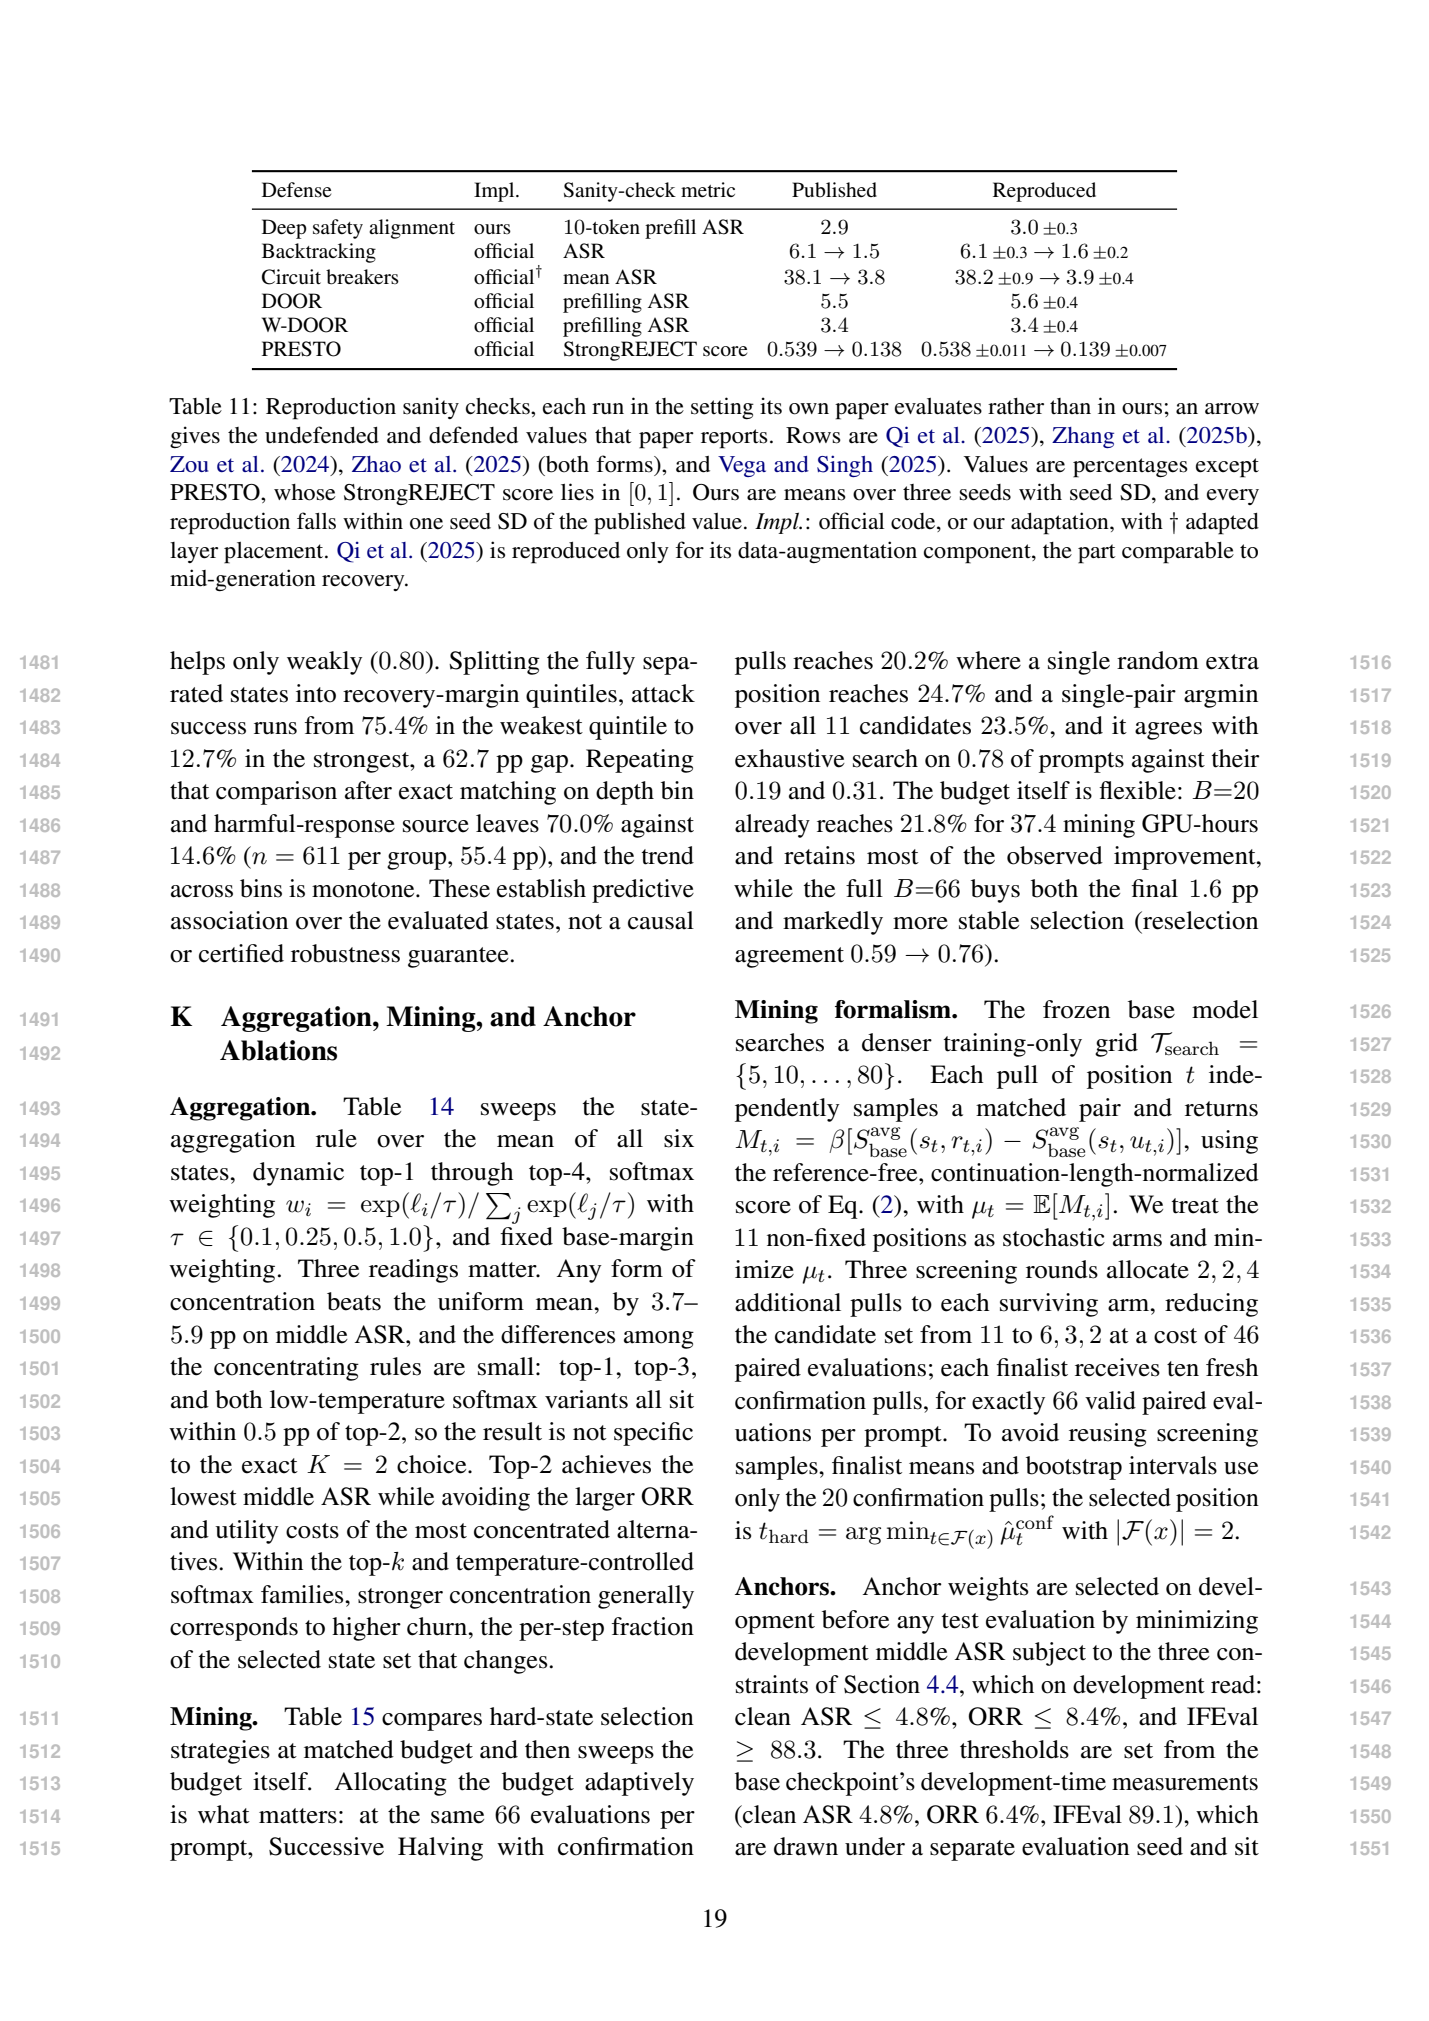 Defense Impl. Sanity-check metric Published Reproduced
Deep safety alignment ours 10-token prefill ASR 2.9 3.0 ±0.3
Backtracking official ASR 6.1 → 1.5 6.1 ±0.3 → 1.6 ±0.2
Circuit breakers official† mean ASR 38.1 → 3.8 38.2 ±0.9 → 3.9 ±0.4
DOOR official prefilling ASR 5.5 5.6 ±0.4
W-DOOR official prefilling ASR 3.4 3.4 ±0.4
PRESTO official StrongREJECT score 0.539 → 0.138 0.538 ±0.011 → 0.139 ±0.007
Table 11: Reproduction sanity checks, each run in the setting its own paper evaluates rather than in ours; an arrow
gives the undefended and defended values that paper reports. Rows are Qi et al. (2025), Zhang et al. (2025b),
Zou et al. (2024), Zhao et al. (2025) (both forms), and Vega and Singh (2025). Values are percentages except
PRESTO, whose StrongREJECT score lies in [0, 1]. Ours are means over three seeds with seed SD, and every
reproduction falls within one seed SD of the published value. Impl.: official code, or our adaptation, with † adapted
layer placement. Qi et al. (2025) is reproduced only for its data-augmentation component, the part comparable to
mid-generation recovery.
1481 helps only weakly (0.80). Splitting the fully sepa-
1482 rated states into recovery-margin quintiles, attack
1483 success runs from 75.4% in the weakest quintile to
1484 12.7% in the strongest, a 62.7 pp gap. Repeating
1485 that comparison after exact matching on depth bin
1486 and harmful-response source leaves 70.0% against
1487 14.6% (n = 611 per group, 55.4 pp), and the trend
1488 across bins is monotone. These establish predictive
1489 association over the evaluated states, not a causal
1490 or certified robustness guarantee.
1491 K Aggregation, Mining, and Anchor
1492 Ablations
1493 Aggregation. Table 14 sweeps the state-
1494 aggregation rule over the mean of all six
1495 states, dynamic top-1 through top-4, softmax
1496 weighting w_i = exp(ℓ_i/τ)/ ∑_j exp(ℓ_j/τ) with
1497 τ ∈ {0.1, 0.25, 0.5, 1.0}, and fixed base-margin
1498 weighting. Three readings matter. Any form of
1499 concentration beats the uniform mean, by 3.7–
1500 5.9 pp on middle ASR, and the differences among
1501 the concentrating rules are small: top-1, top-3,
1502 and both low-temperature softmax variants all sit
1503 within 0.5 pp of top-2, so the result is not specific
1504 to the exact K = 2 choice. Top-2 achieves the
1505 lowest middle ASR while avoiding the larger ORR
1506 and utility costs of the most concentrated alterna-
1507 tives. Within the top-k and temperature-controlled
1508 softmax families, stronger concentration generally
1509 corresponds to higher churn, the per-step fraction
1510 of the selected state set that changes.
1511 Mining. Table 15 compares hard-state selection
1512 strategies at matched budget and then sweeps the
1513 budget itself. Allocating the budget adaptively
1514 is what matters: at the same 66 evaluations per
1515 prompt, Successive Halving with confirmation
pulls reaches 20.2% where a single random extra 1516
position reaches 24.7% and a single-pair argmin 1517
over all 11 candidates 23.5%, and it agrees with 1518
exhaustive search on 0.78 of prompts against their 1519
0.19 and 0.31. The budget itself is flexible: B=20 1520
already reaches 21.8% for 37.4 mining GPU-hours 1521
and retains most of the observed improvement, 1522
while the full B=66 buys both the final 1.6 pp 1523
and markedly more stable selection (reselection 1524
agreement 0.59 → 0.76). 1525
Mining formalism. The frozen base model 1526
searches a denser training-only grid 𝒯_search = 1527
{5, 10, . . . , 80}. Each pull of position t inde- 1528
pendently samples a matched pair and returns 1529
M_{t,i} = β[S^avg_base(s_t, r_{t,i}) − S^avg_base(s_t, u_{t,i})], using 1530
the reference-free, continuation-length-normalized 1531
score of Eq. (2), with μ_t = 𝔼[M_{t,i}]. We treat the 1532
11 non-fixed positions as stochastic arms and min- 1533
imize μ_t. Three screening rounds allocate 2, 2, 4 1534
additional pulls to each surviving arm, reducing 1535
the candidate set from 11 to 6, 3, 2 at a cost of 46 1536
paired evaluations; each finalist receives ten fresh 1537
confirmation pulls, for exactly 66 valid paired eval- 1538
uations per prompt. To avoid reusing screening 1539
samples, finalist means and bootstrap intervals use 1540
only the 20 confirmation pulls; the selected position 1541
is t_hard = arg min_{t∈ℱ(x)} μ̂_t^conf with |ℱ(x)| = 2. 1542
Anchors. Anchor weights are selected on devel- 1543
opment before any test evaluation by minimizing 1544
development middle ASR subject to the three con- 1545
straints of Section 4.4, which on development read: 1546
clean ASR ≤ 4.8%, ORR ≤ 8.4%, and IFEval 1547
≥ 88.3. The three thresholds are set from the 1548
base checkpoint's development-time measurements 1549
(clean ASR 4.8%, ORR 6.4%, IFEval 89.1), which 1550
are drawn under a separate evaluation seed and sit 1551
19